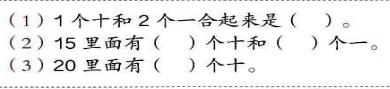 （1）1 个十和 2 个一合起来是（　）。
（2）15 里面有（　）个十和（　）个一。
（3）20 里面有（　）个十。